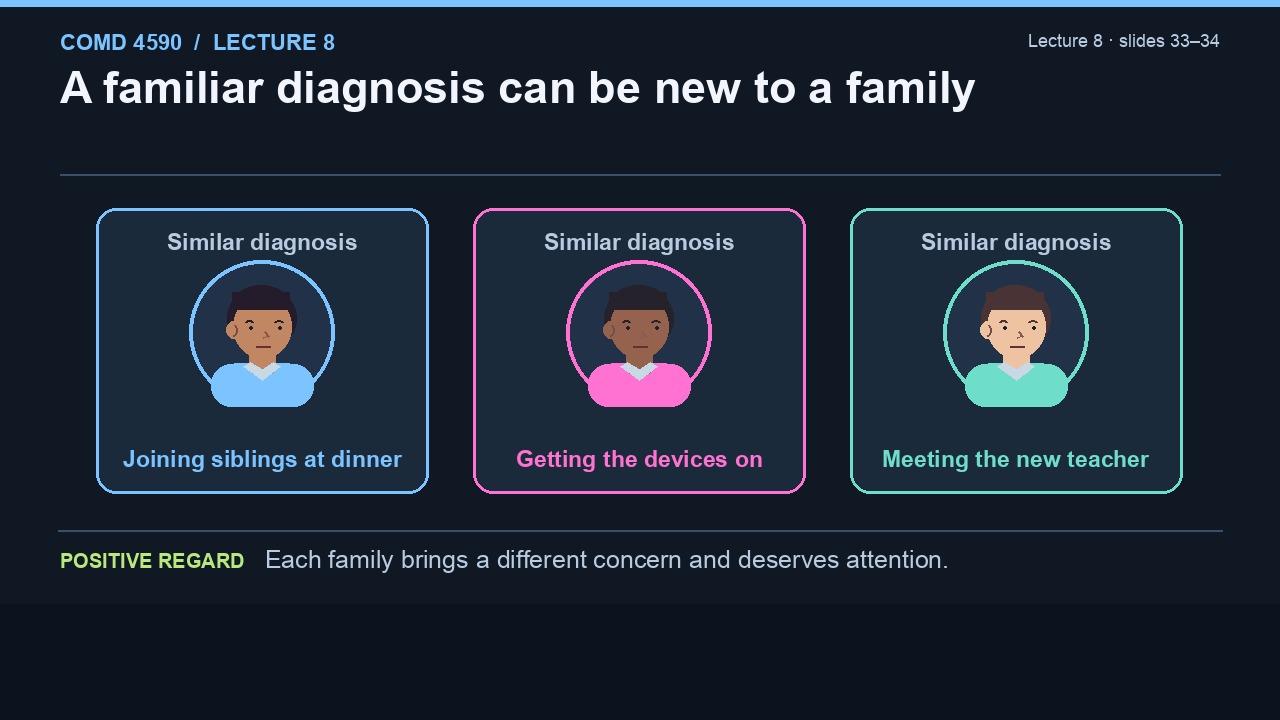 COMD 4590 / LECTURE 8
Lecture 8 · slides 33–34
A familiar diagnosis can be new to a family
Similar diagnosis
Joining siblings at dinner
Similar diagnosis
Getting the devices on
Similar diagnosis
Meeting the new teacher
POSITIVE REGARD Each family brings a different concern and deserves attention.